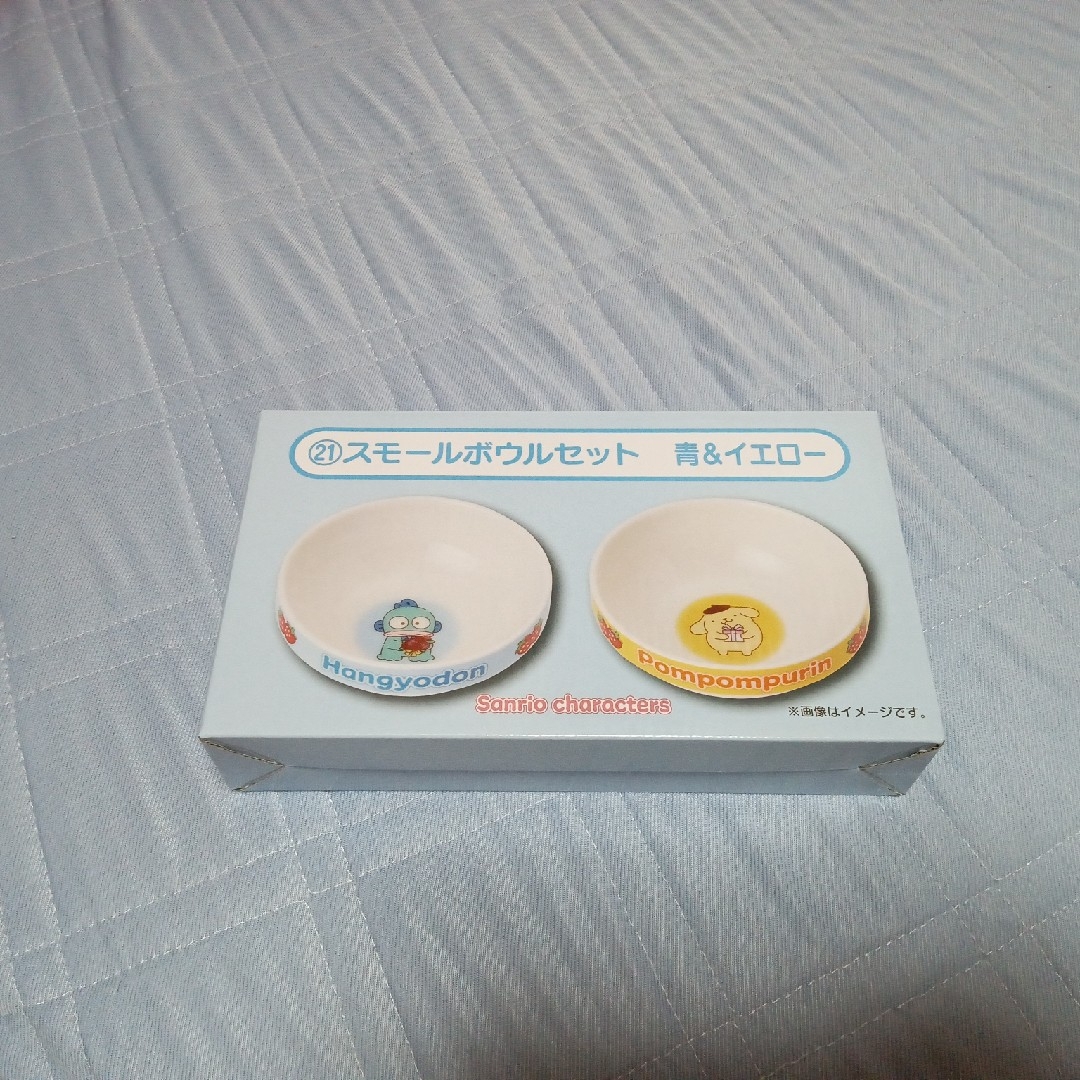 ㉑スモールボウルセット　青&イエロー
Hangyodon
Pompompurin
Sanrio characters
※画像はイメージです。